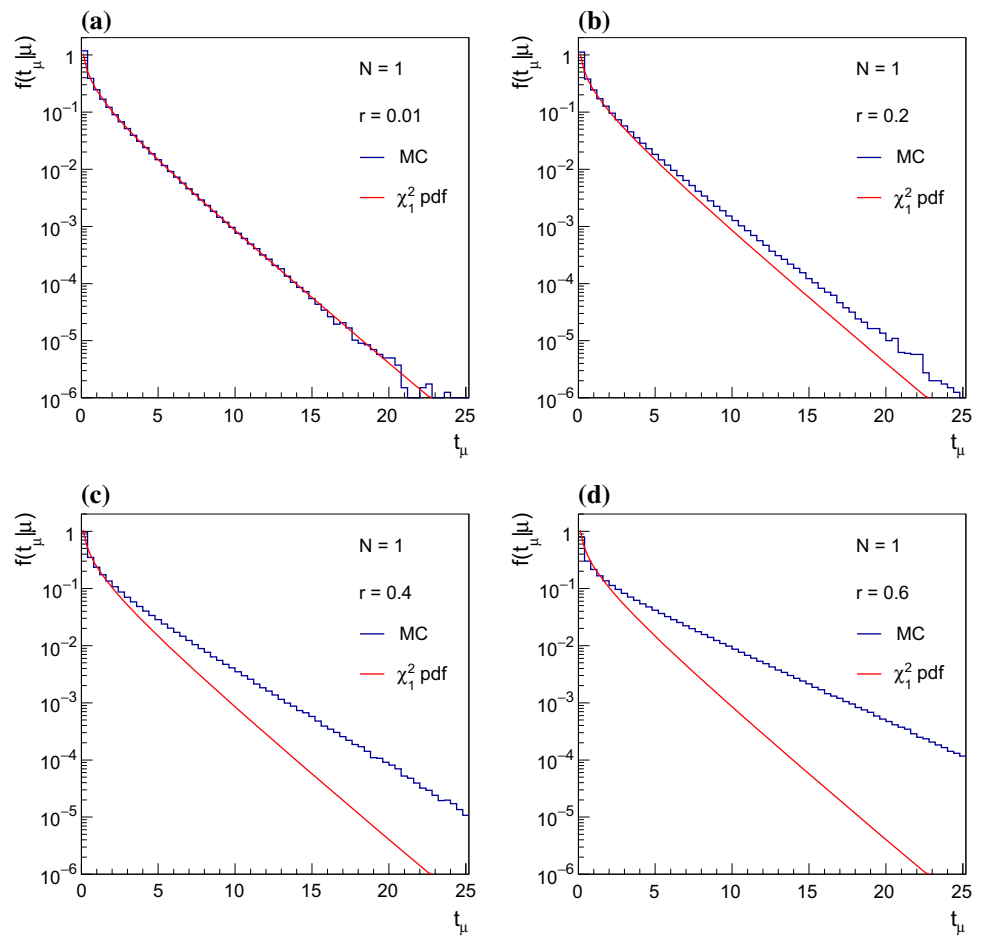 (a)
f(t_μ|μ)
1
10⁻¹
10⁻²
10⁻³
10⁻⁴
10⁻⁵
10⁻⁶
N = 1
r = 0.01
MC
χ²₁ pdf
0 5 10 15 20 25
t_μ
(b)
f(t_μ|μ)
1
10⁻¹
10⁻²
10⁻³
10⁻⁴
10⁻⁵
10⁻⁶
N = 1
r = 0.2
MC
χ²₁ pdf
0 5 10 15 20 25
t_μ
(c)
f(t_μ|μ)
1
10⁻¹
10⁻²
10⁻³
10⁻⁴
10⁻⁵
10⁻⁶
N = 1
r = 0.4
MC
χ²₁ pdf
0 5 10 15 20 25
t_μ
(d)
f(t_μ|μ)
1
10⁻¹
10⁻²
10⁻³
10⁻⁴
10⁻⁵
10⁻⁶
N = 1
r = 0.6
MC
χ²₁ pdf
0 5 10 15 20 25
t_μ